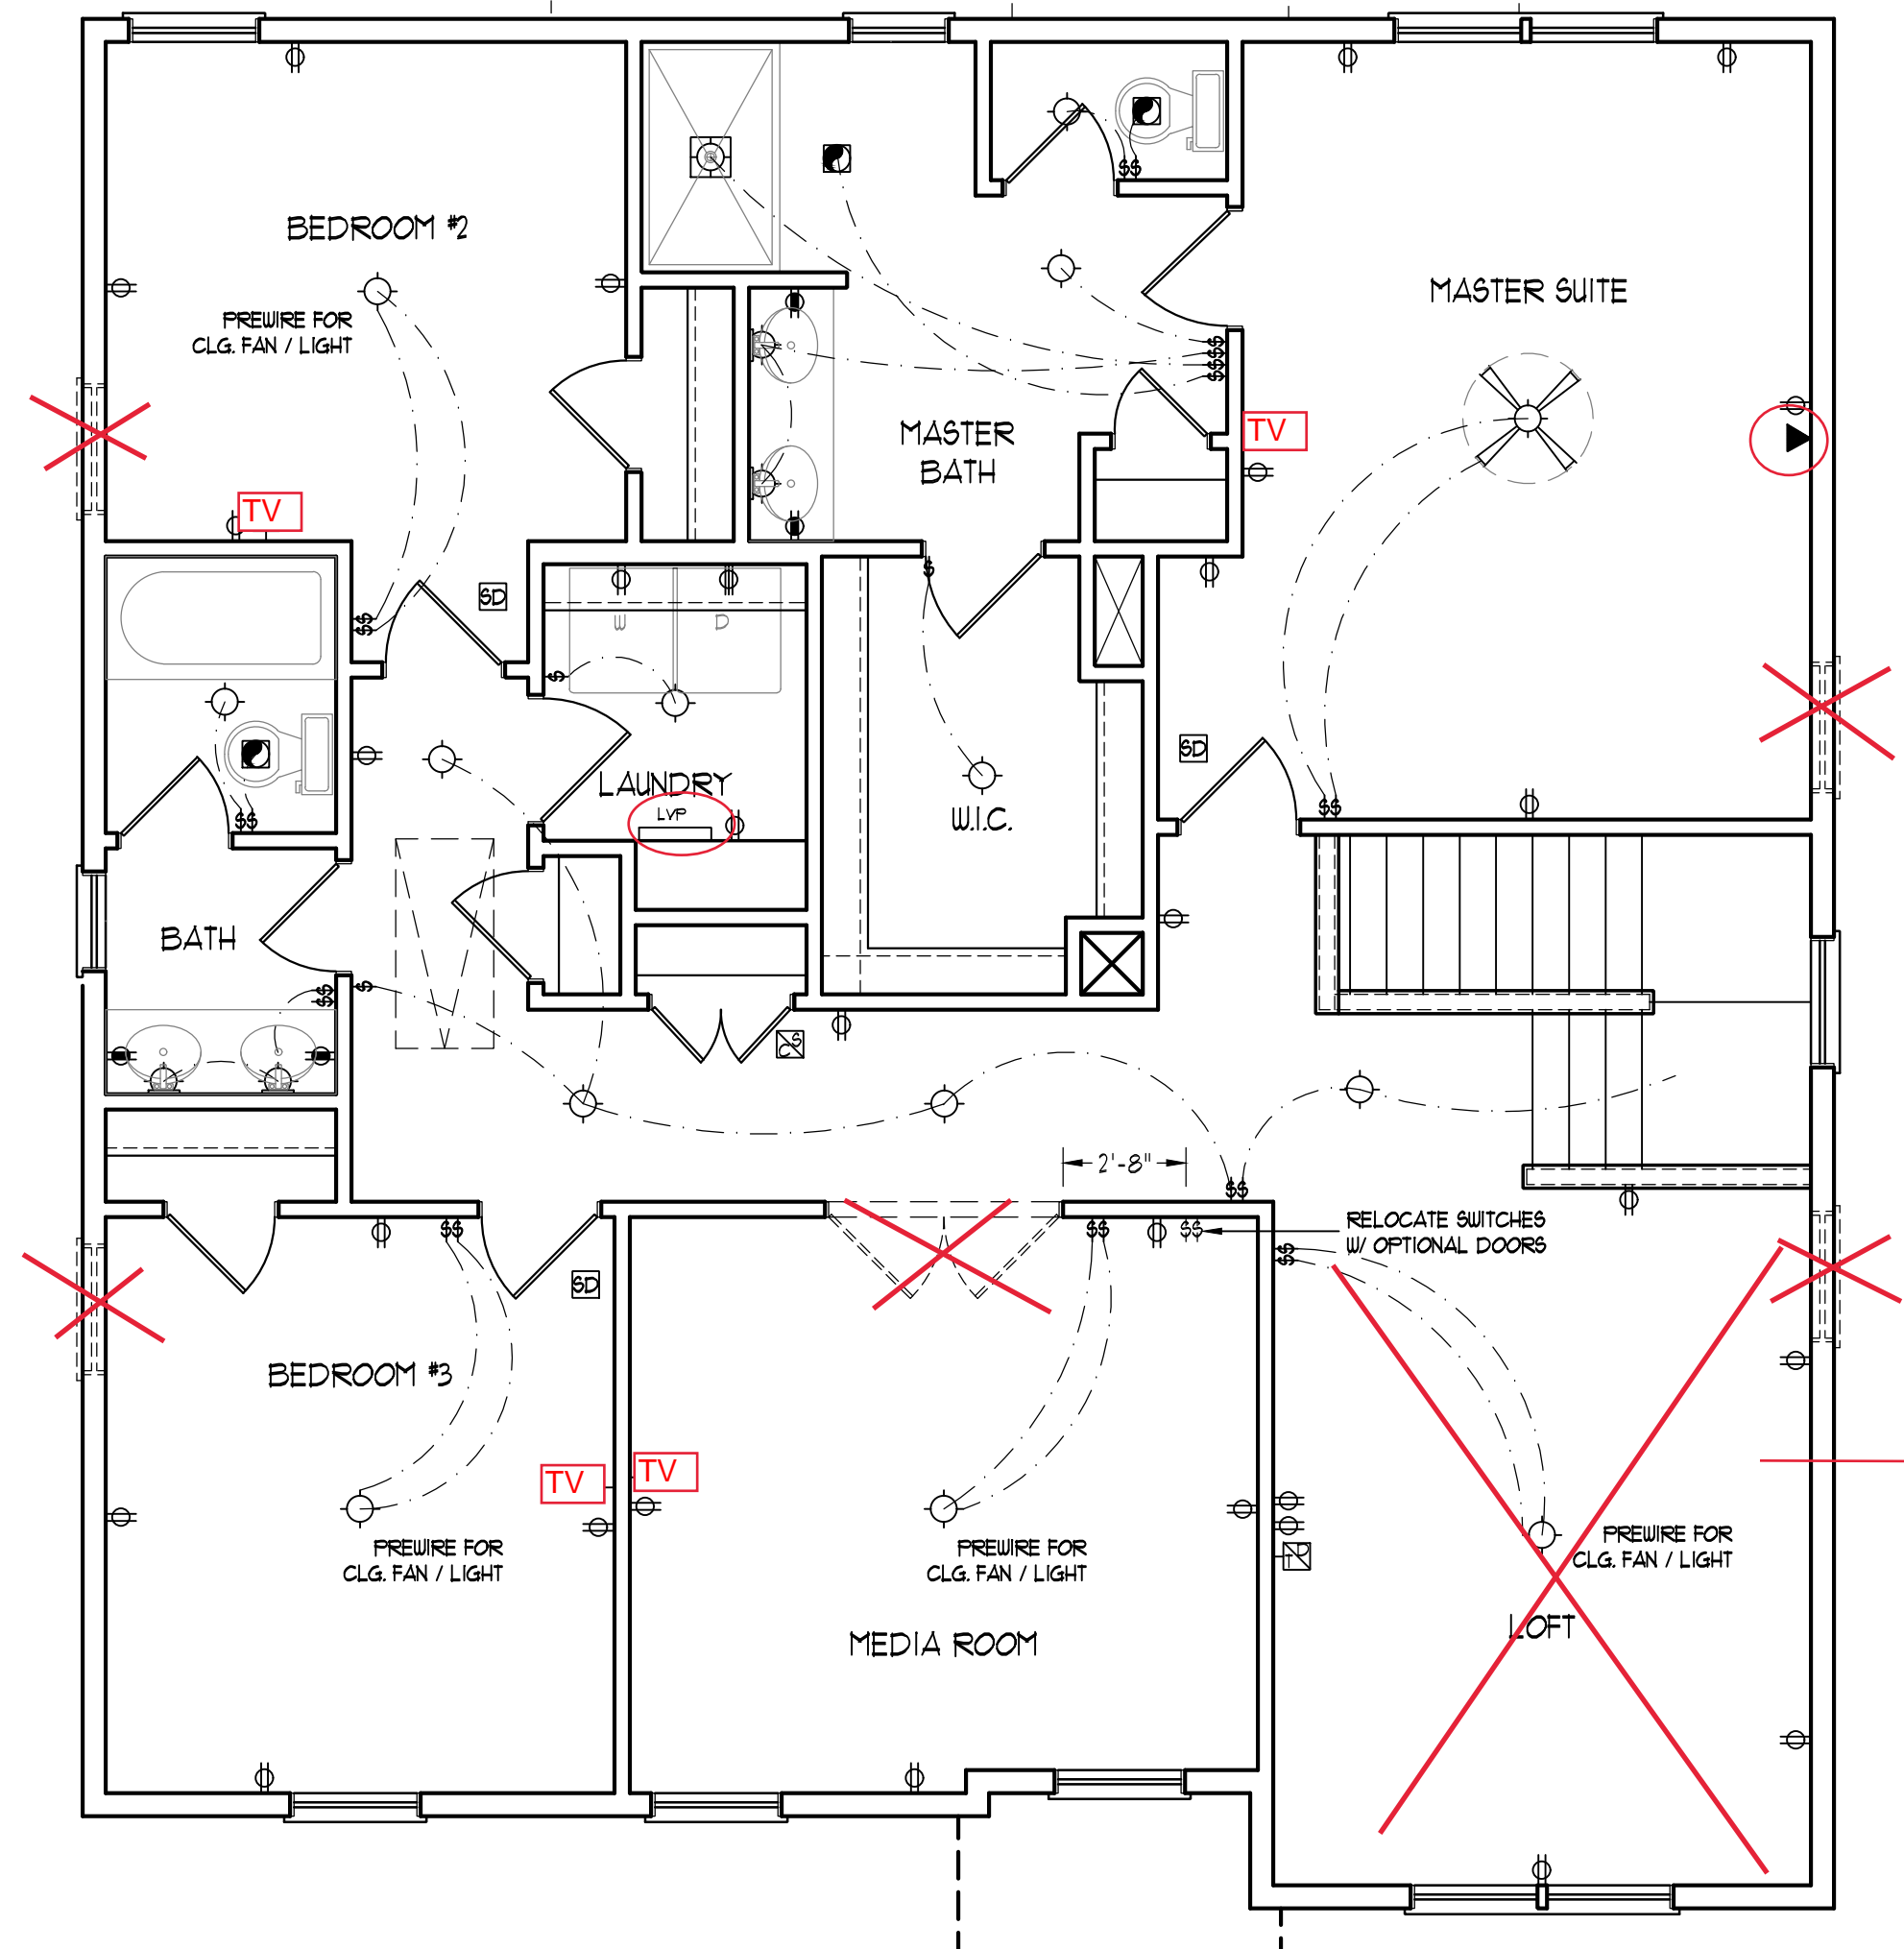 BEDROOM #2
PREWIRE FOR
CLG. FAN / LIGHT
MASTER SUITE
$$
$
$
$
$
MASTER
BATH
TV
TV
$
SD
$
$
W
D
$
SD
LAUNDRY
LVP
W.I.C.
$$
$$
BATH
$
$
$
C S
2'-8"
$$
$$
$$
$$
RELOCATE SWITCHES
W/ OPTIONAL DOORS
$
$
SD
BEDROOM #3
TV
TV
PREWIRE FOR
CLG. FAN / LIGHT
PREWIRE FOR
CLG. FAN / LIGHT
PREWIRE FOR
CLG. FAN / LIGHT
LOFT
MEDIA ROOM